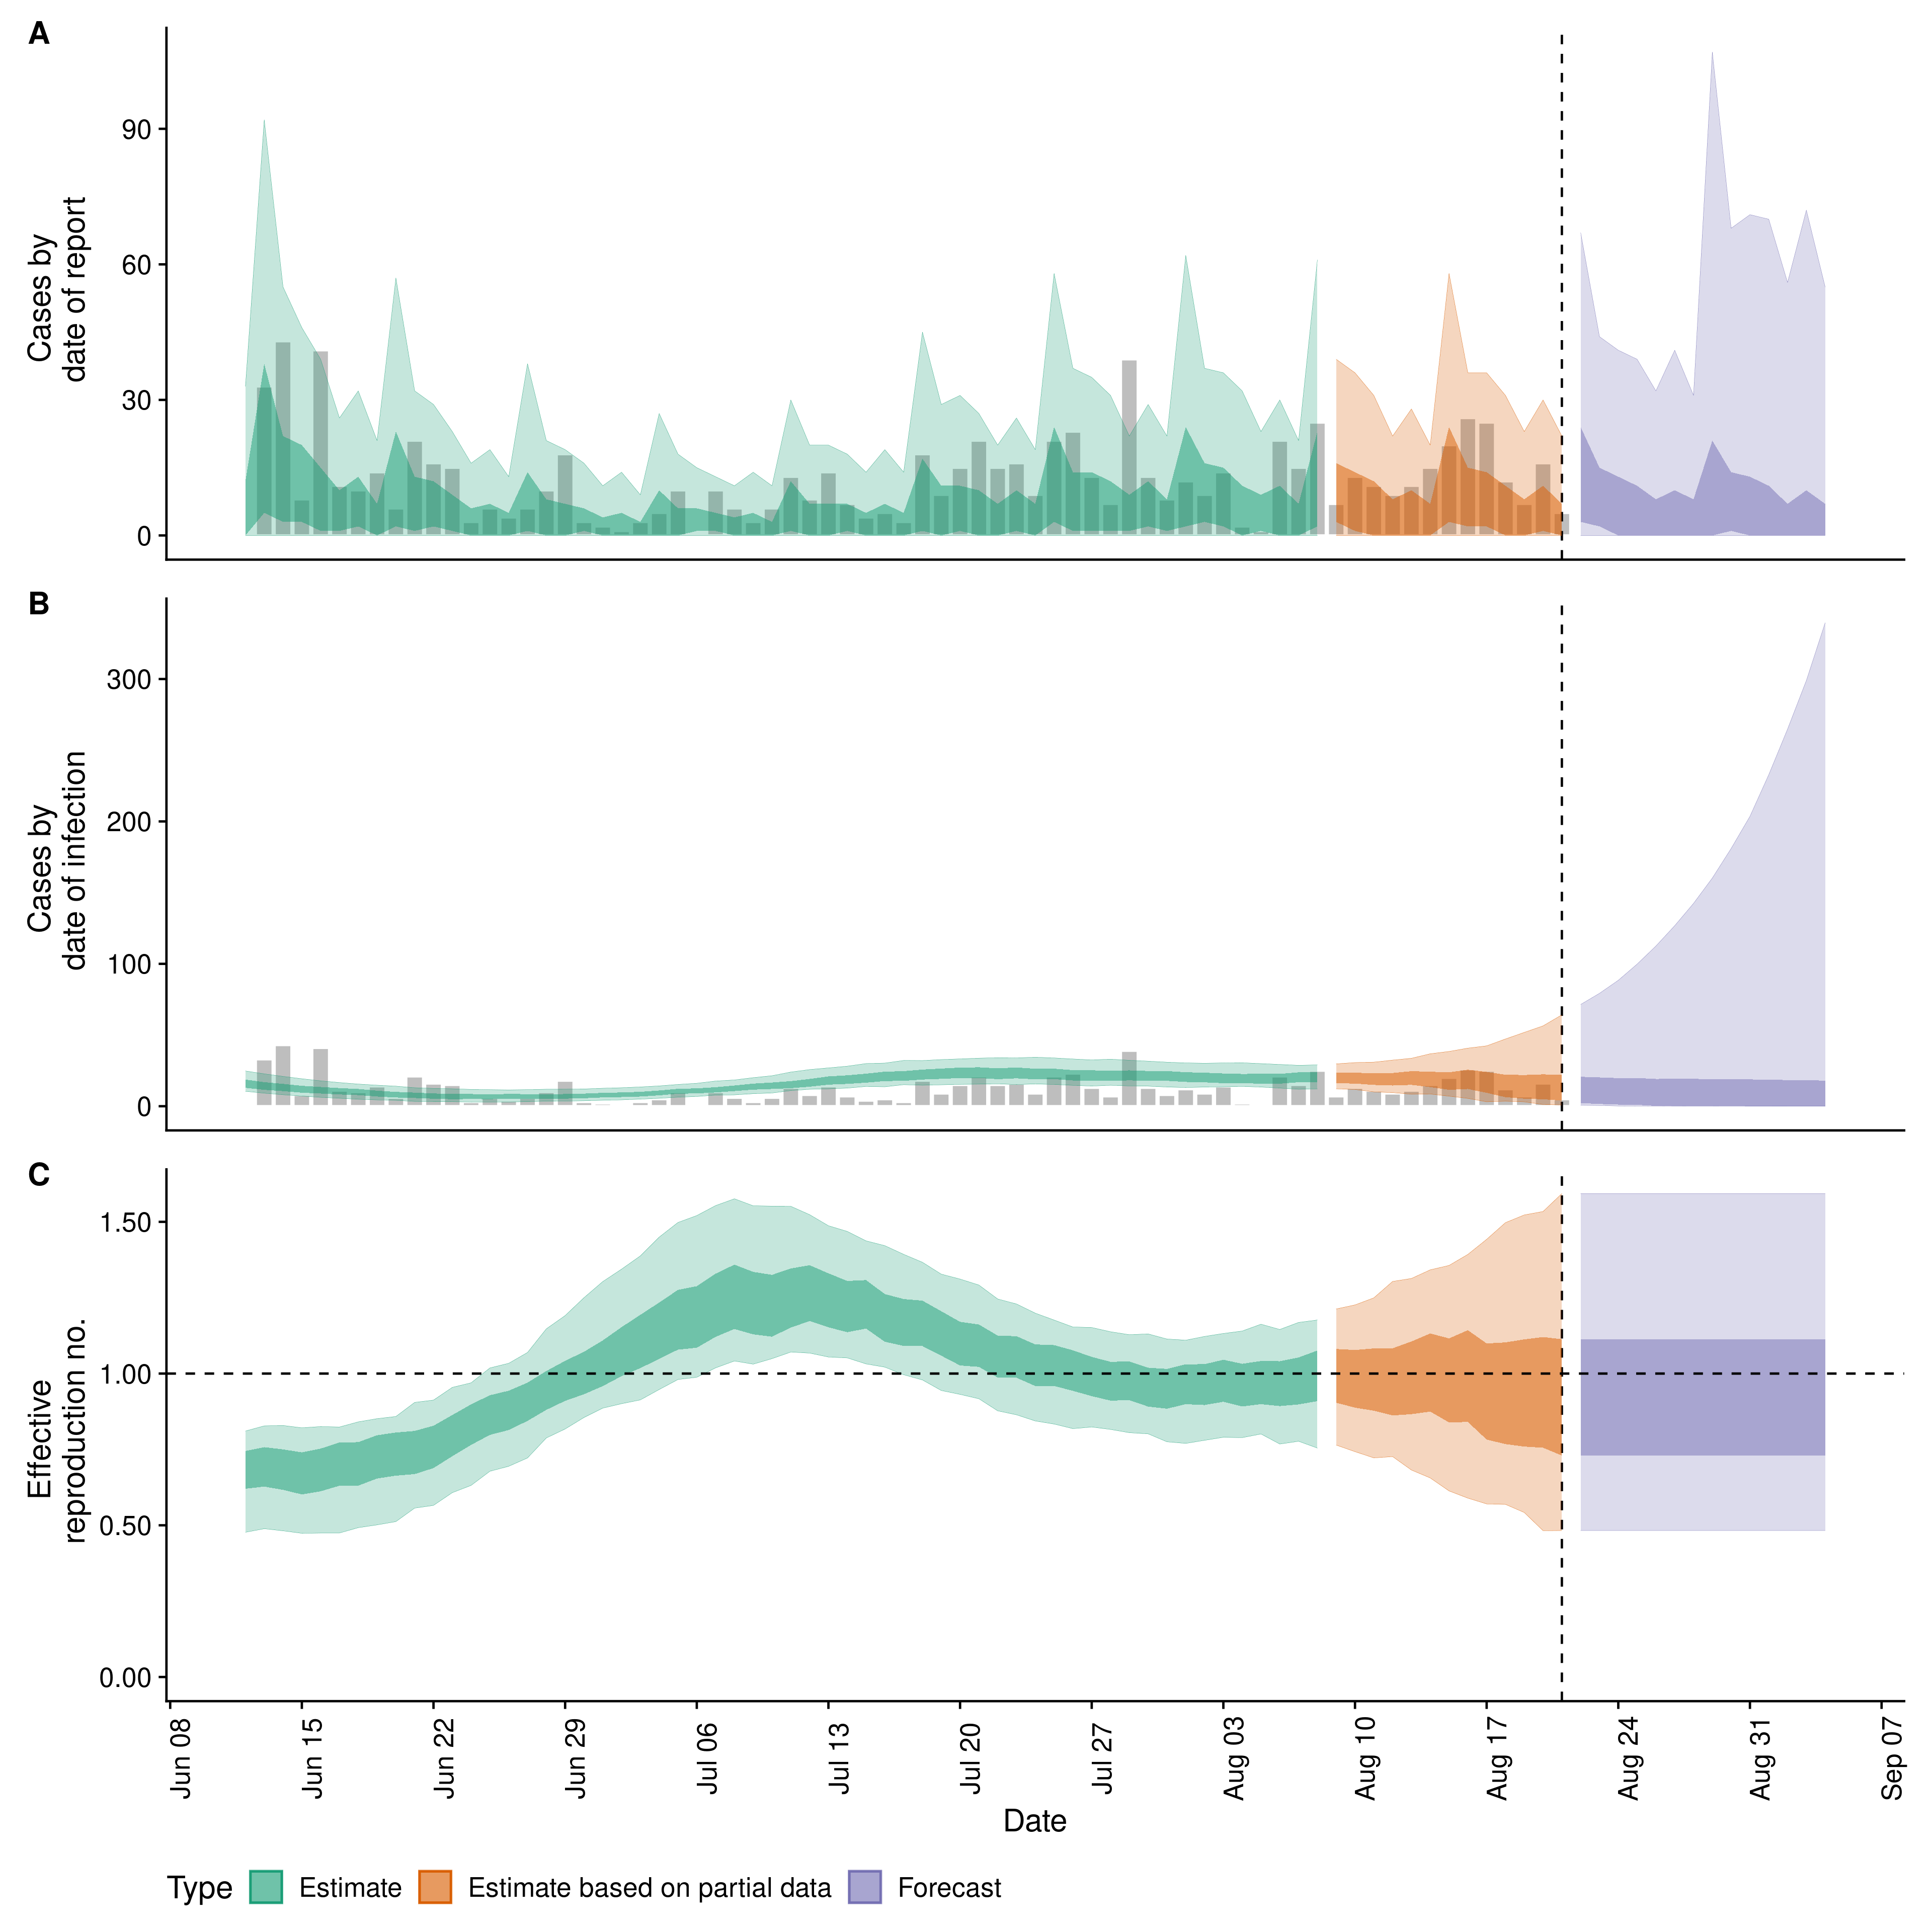 A
Cases by
date of report
90
60
30
0
B
Cases by
date of infection
300
200
100
0
C
Effective
reproduction no.
1.50
1.00
0.50
0.00
Jun 08
Jun 15
Jun 22
Jun 29
Jul 06
Jul 13
Jul 20
Jul 27
Aug 03
Aug 10
Aug 17
Aug 24
Aug 31
Sep 07
Date
Type Estimate Estimate based on partial data Forecast